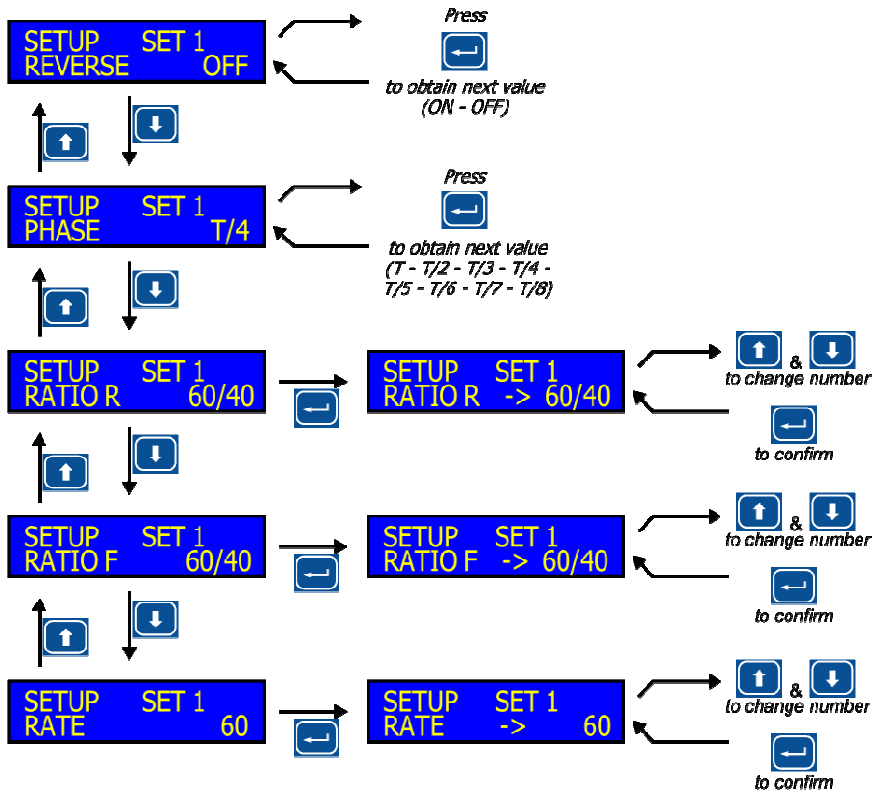 SETUP SET 1
REVERSE OFF
Press
to obtain next value
(ON - OFF)
SETUP SET 1
PHASE T/4
Press
to obtain next value
(T - T/2 - T/3 - T/4 -
T/5 - T/6 - T/7 - T/8)
SETUP SET 1
RATIO R 60/40
SETUP SET 1
RATIO R -> 60/40
&
to change number
to confirm
SETUP SET 1
RATIO F 60/40
SETUP SET 1
RATIO F -> 60/40
&
to change number
to confirm
SETUP SET 1
RATE 60
SETUP SET 1
RATE -> 60
&
to change number
to confirm